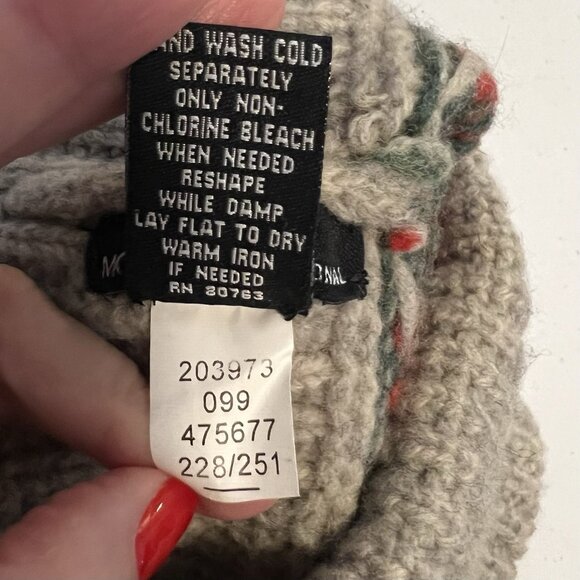 AND WASH COLD
SEPARATELY
ONLY NON-
CHLORINE BLEACH
WHEN NEEDED
RESHAPE
WHILE DAMP
LAY FLAT TO DRY
WARM IRON
IF NEEDED
RN 80763
203973
099
475677
228/251